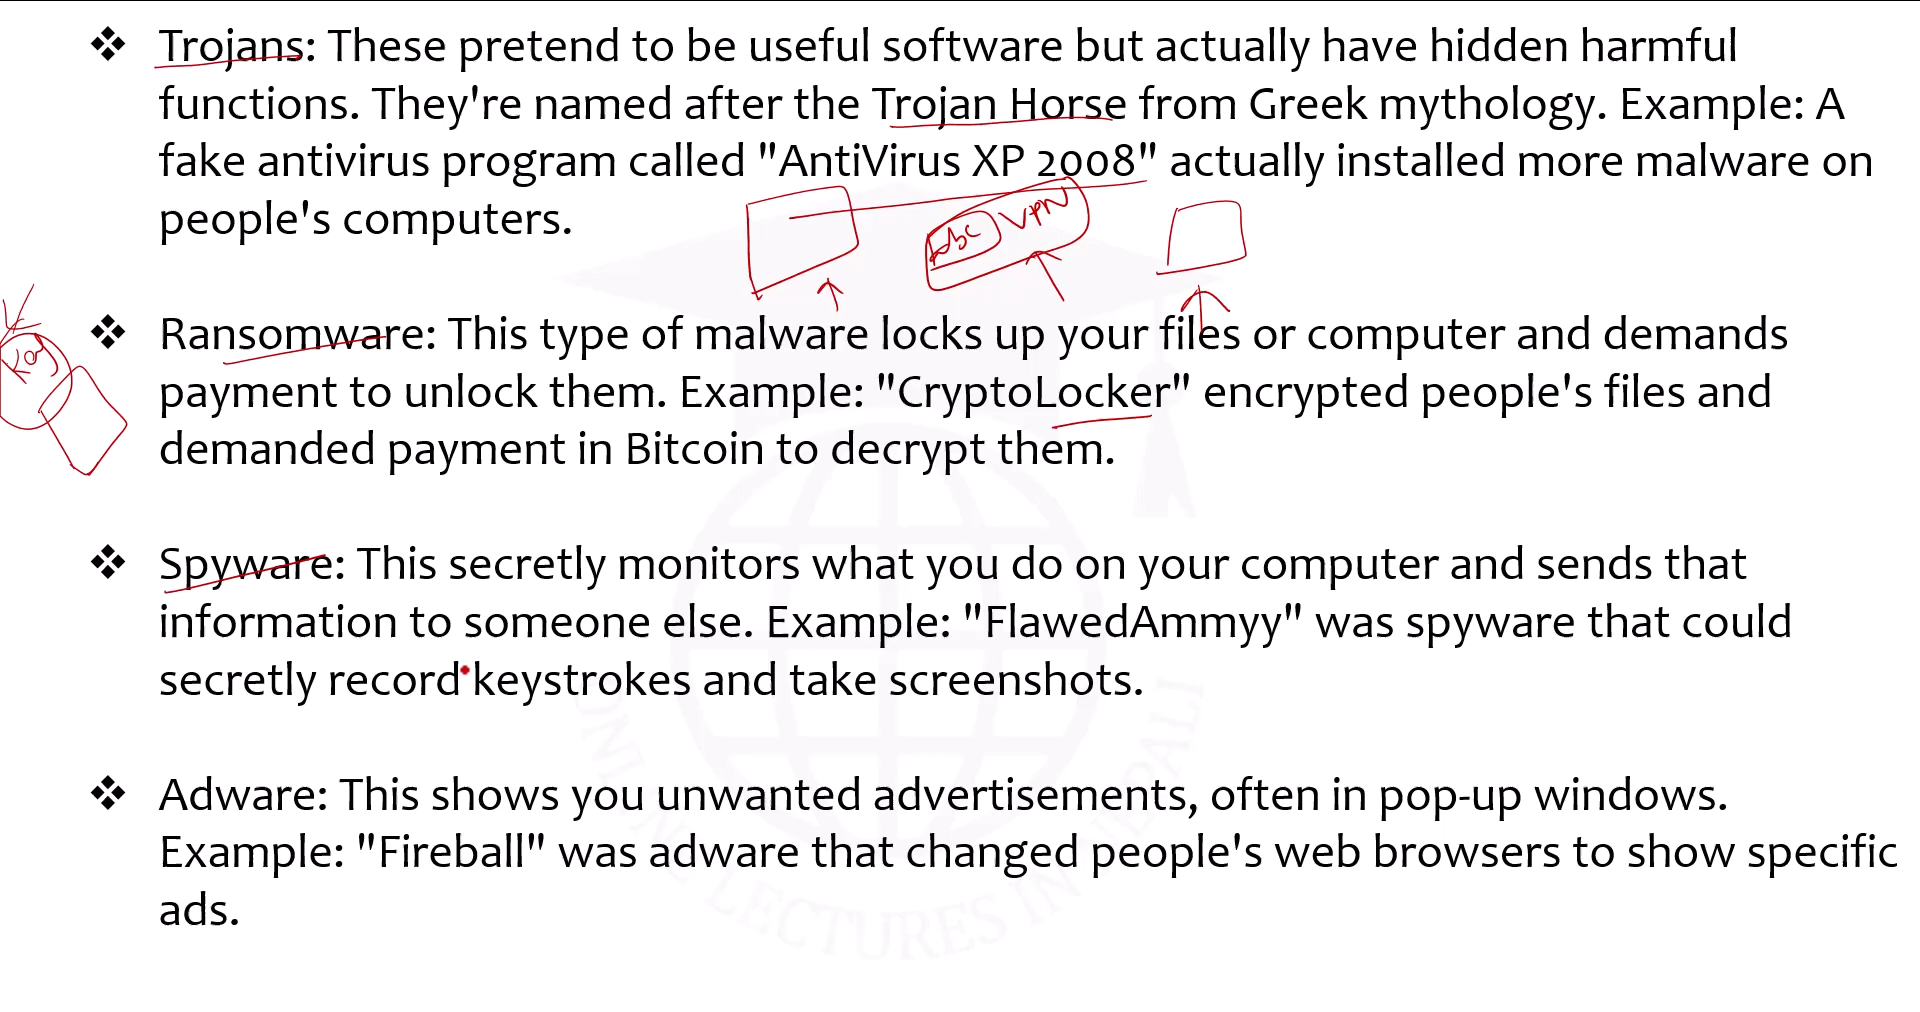 ❖ Trojans: These pretend to be useful software but actually have hidden harmful
functions. They're named after the Trojan Horse from Greek mythology. Example: A
fake antivirus program called "AntiVirus XP 2008" actually installed more malware on
people's computers.
abc VPN
❖ Ransomware: This type of malware locks up your files or computer and demands
Key
payment to unlock them. Example: "CryptoLocker" encrypted people's files and
demanded payment in Bitcoin to decrypt them.
❖ Spyware: This secretly monitors what you do on your computer and sends that
information to someone else. Example: "FlawedAmmyy" was spyware that could
secretly record keystrokes and take screenshots.
❖ Adware: This shows you unwanted advertisements, often in pop-up windows.
Example: "Fireball" was adware that changed people's web browsers to show specific
ads.
ONLINE LECTURES IN NEPALI